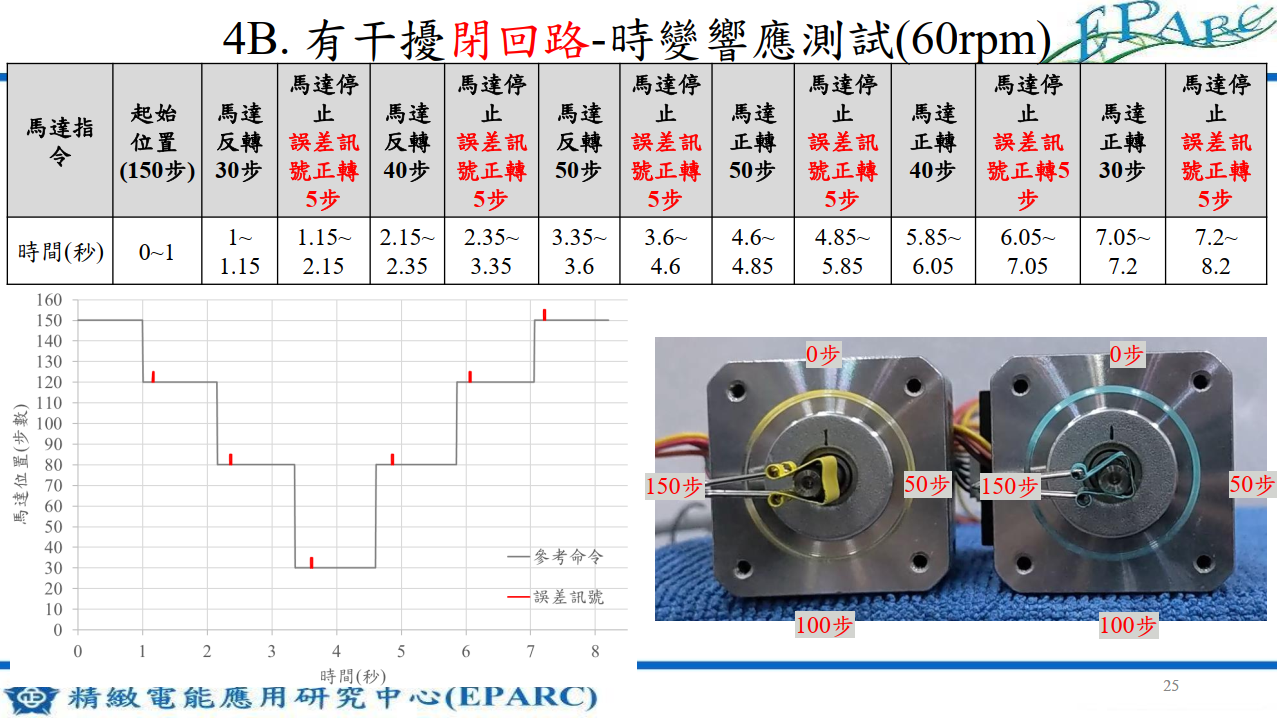 4B. 有干擾閉回路-時變響應測試(60rpm)
EPARC
馬達指
令
起始
位置
(150步)
馬達
反轉
30步
馬達停
止
誤差訊
號正轉
5步
馬達
反轉
40步
馬達停
止
誤差訊
號正轉
5步
馬達
反轉
50步
馬達停
止
誤差訊
號正轉
5步
馬達
正轉
50步
馬達停
止
誤差訊
號正轉
5步
馬達
正轉
40步
馬達停
止
誤差訊
號正轉5
步
馬達
正轉
30步
馬達停
止
誤差訊
號正轉
5步
時間(秒)
0~1
1~
1.15
1.15~
2.15
2.15~
2.35
2.35~
3.35
3.35~
3.6
3.6~
4.6
4.6~
4.85
4.85~
5.85
5.85~
6.05
6.05~
7.05
7.05~
7.2
7.2~
8.2
160
150
140
130
120
110
100
90
80
70
60
50
40
30
20
10
0
馬達位置(步數)
參考命令
誤差訊號
0 1 2 3 4 5 6 7 8
時間(秒)
0步
0步
150步
50步
150步
50步
100步
100步
精緻電能應用研究中心(EPARC)
25